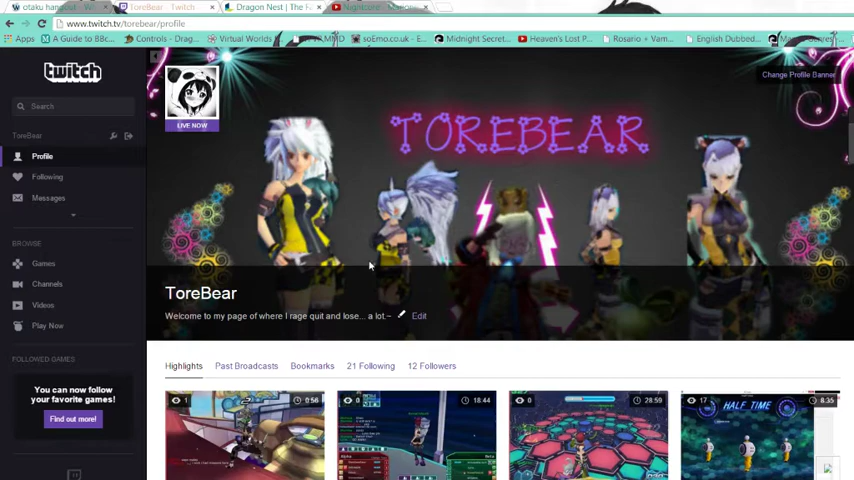 ToreBear Twitch
Dragon Nest | The F
www.twitch.tv/torebear/profile
Apps
A Guide to 8Bc...
Controls - Drag...
Virtual Worlds
soEmo.co.uk - E...
Midnight Secret...
Heaven's Lost P...
Rosario + Vam...
English Dubbed...
twitch
Change Profile Banner
Search
LIVE NOW
TOREBEAR
ToreBear
Profile
Following
Messages
BROWSE
Games
Channels
Videos
Play Now
ToreBear
Welcome to my page of where I rage quit and lose... a lot.~
Edit
FOLLOWED GAMES
You can now follow
your favorite games!
Find out more!
Highlights
Past Broadcasts
Bookmarks
21 Following
12 Followers
1
0:56
0
18:44
0
28:59
17
8:35
HALF TIME